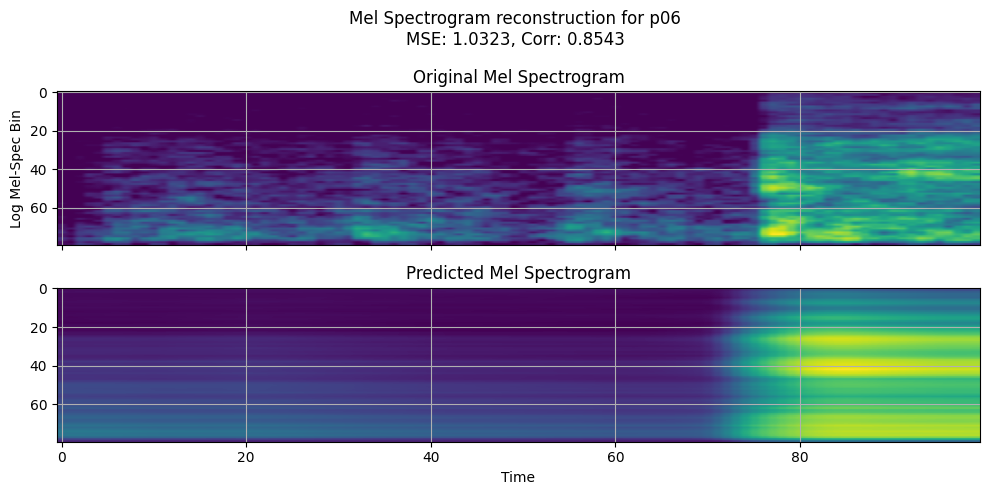 Mel Spectrogram reconstruction for p06
MSE: 1.0323, Corr: 0.8543
Original Mel Spectrogram
Log Mel-Spec Bin
0
20
40
60
Predicted Mel Spectrogram
0
20
40
60
0 20 40 60 80
Time